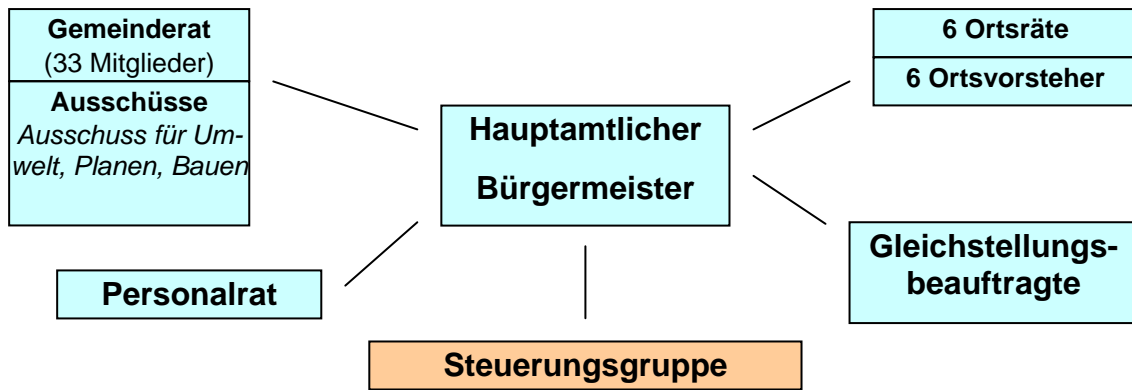 Gemeinderat
(33 Mitglieder)
Ausschüsse
Ausschuss für Um-
welt, Planen, Bauen
6 Ortsräte
6 Ortsvorsteher
Hauptamtlicher
Bürgermeister
Gleichstellungs-
beauftragte
Personalrat
Steuerungsgruppe